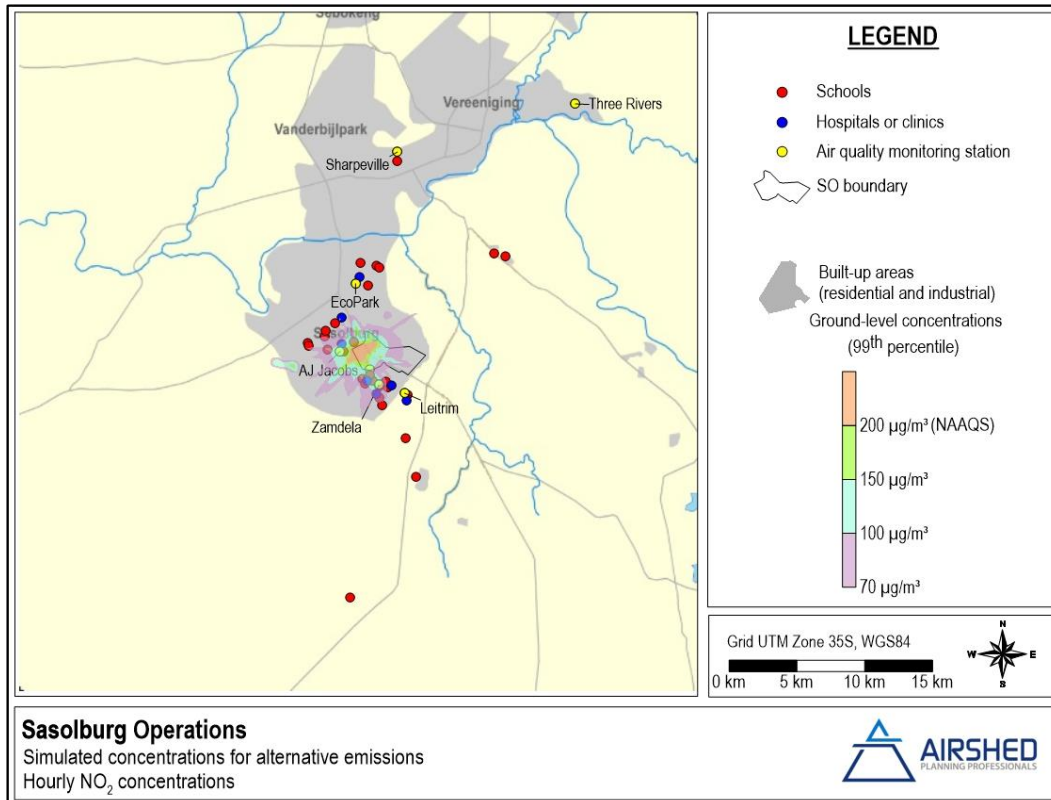 Sebokeng
Vereeniging
Three Rivers
Vanderbijlpark
Sharpeville
EcoPark
Sasolburg
AJ Jacobs
Leitrim
Zamdela
LEGEND
Schools
Hospitals or clinics
Air quality monitoring station
SO boundary
Built-up areas
(residential and industrial)
Ground-level concentrations
(99th percentile)
200 µg/m³ (NAAQS)
150 µg/m³
100 µg/m³
70 µg/m³
Grid UTM Zone 35S, WGS84
0 km 5 km 10 km 15 km
N
W E
S
Sasolburg Operations
Simulated concentrations for alternative emissions
Hourly NO₂ concentrations
AIRSHED
PLANNING PROFESSIONALS